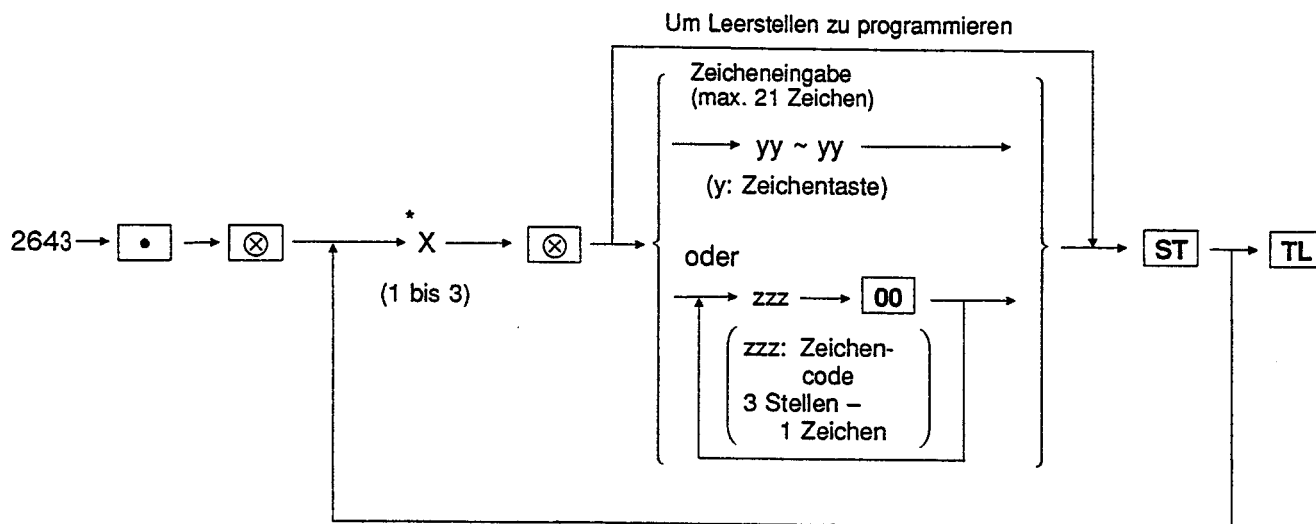 Um Leerstellen zu programmieren
Zeicheneingabe
(max. 21 Zeichen)
yy ~ yy
(y: Zeichentaste)
2643 • ⊗ * X ⊗ ST TL
(1 bis 3)
oder
zzz 00
(zzz: Zeichen-
code
3 Stellen –
1 Zeichen)